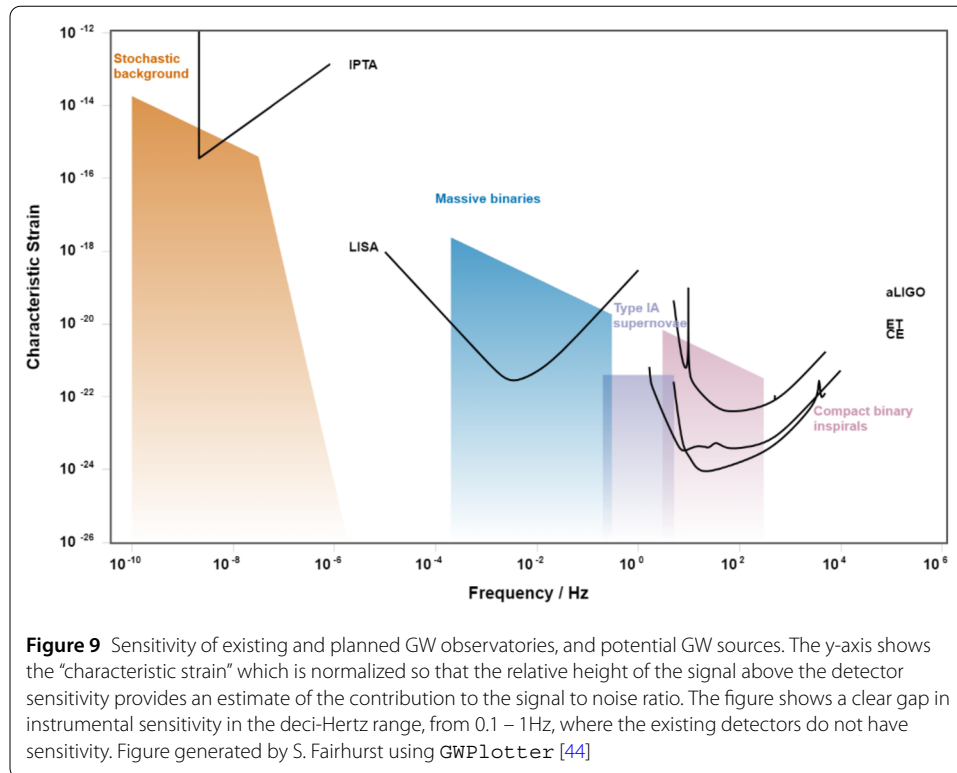 10 -12
10 -14
10 -16
10 -18
10 -20
10 -22
10 -24
10 -26
Characteristic Strain
Stochastic
background
IPTA
Massive binaries
LISA
Type IA
supernovae
aLIGO
ET
CE
Compact binary
inspirals
10 -10
10 -8
10 -6
10 -4
10 -2
10 0
10 2
10 4
10 6
Frequency / Hz
Figure 9 Sensitivity of existing and planned GW observatories, and potential GW sources. The y-axis shows
the “characteristic strain” which is normalized so that the relative height of the signal above the detector
sensitivity provides an estimate of the contribution to the signal to noise ratio. The figure shows a clear gap in
instrumental sensitivity in the deci-Hertz range, from 0.1 – 1Hz, where the existing detectors do not have
sensitivity. Figure generated by S. Fairhurst using GWPlotter [44]